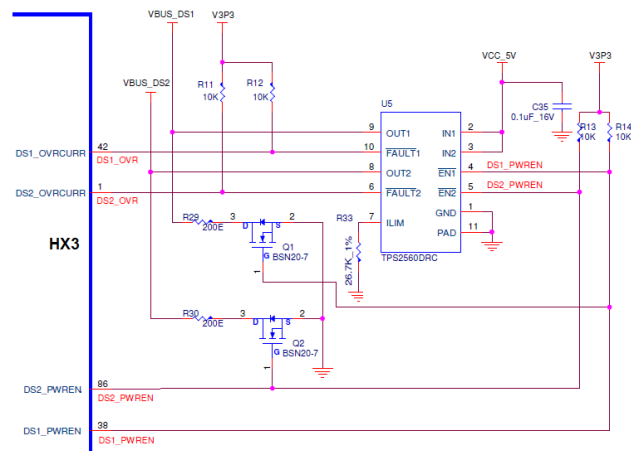 VBUS_DS1
V3P3
VBUS_DS2
R11
10K
R12
10K
VCC_5V
V3P3
C35
0.1uF_16V
R13
10K
R14
10K
U5
9
OUT1
IN1
2
10
FAULT1
IN2
3
8
OUT2
EN1
4
DS1_PWREN
6
FAULT2
EN2
5
DS2_PWREN
GND
1
7
ILIM
PAD
11
TPS2560DRC
DS1_OVRCURR
42
DS1_OVR
DS2_OVRCURR
1
DS2_OVR
HX3
R29
200E
3
D
S
2
Q1
BSN20-7
G
1
R33
26.7K_1%
R30
200E
3
D
S
2
Q2
BSN20-7
G
1
DS2_PWREN
86
DS2_PWREN
DS1_PWREN
38
DS1_PWREN